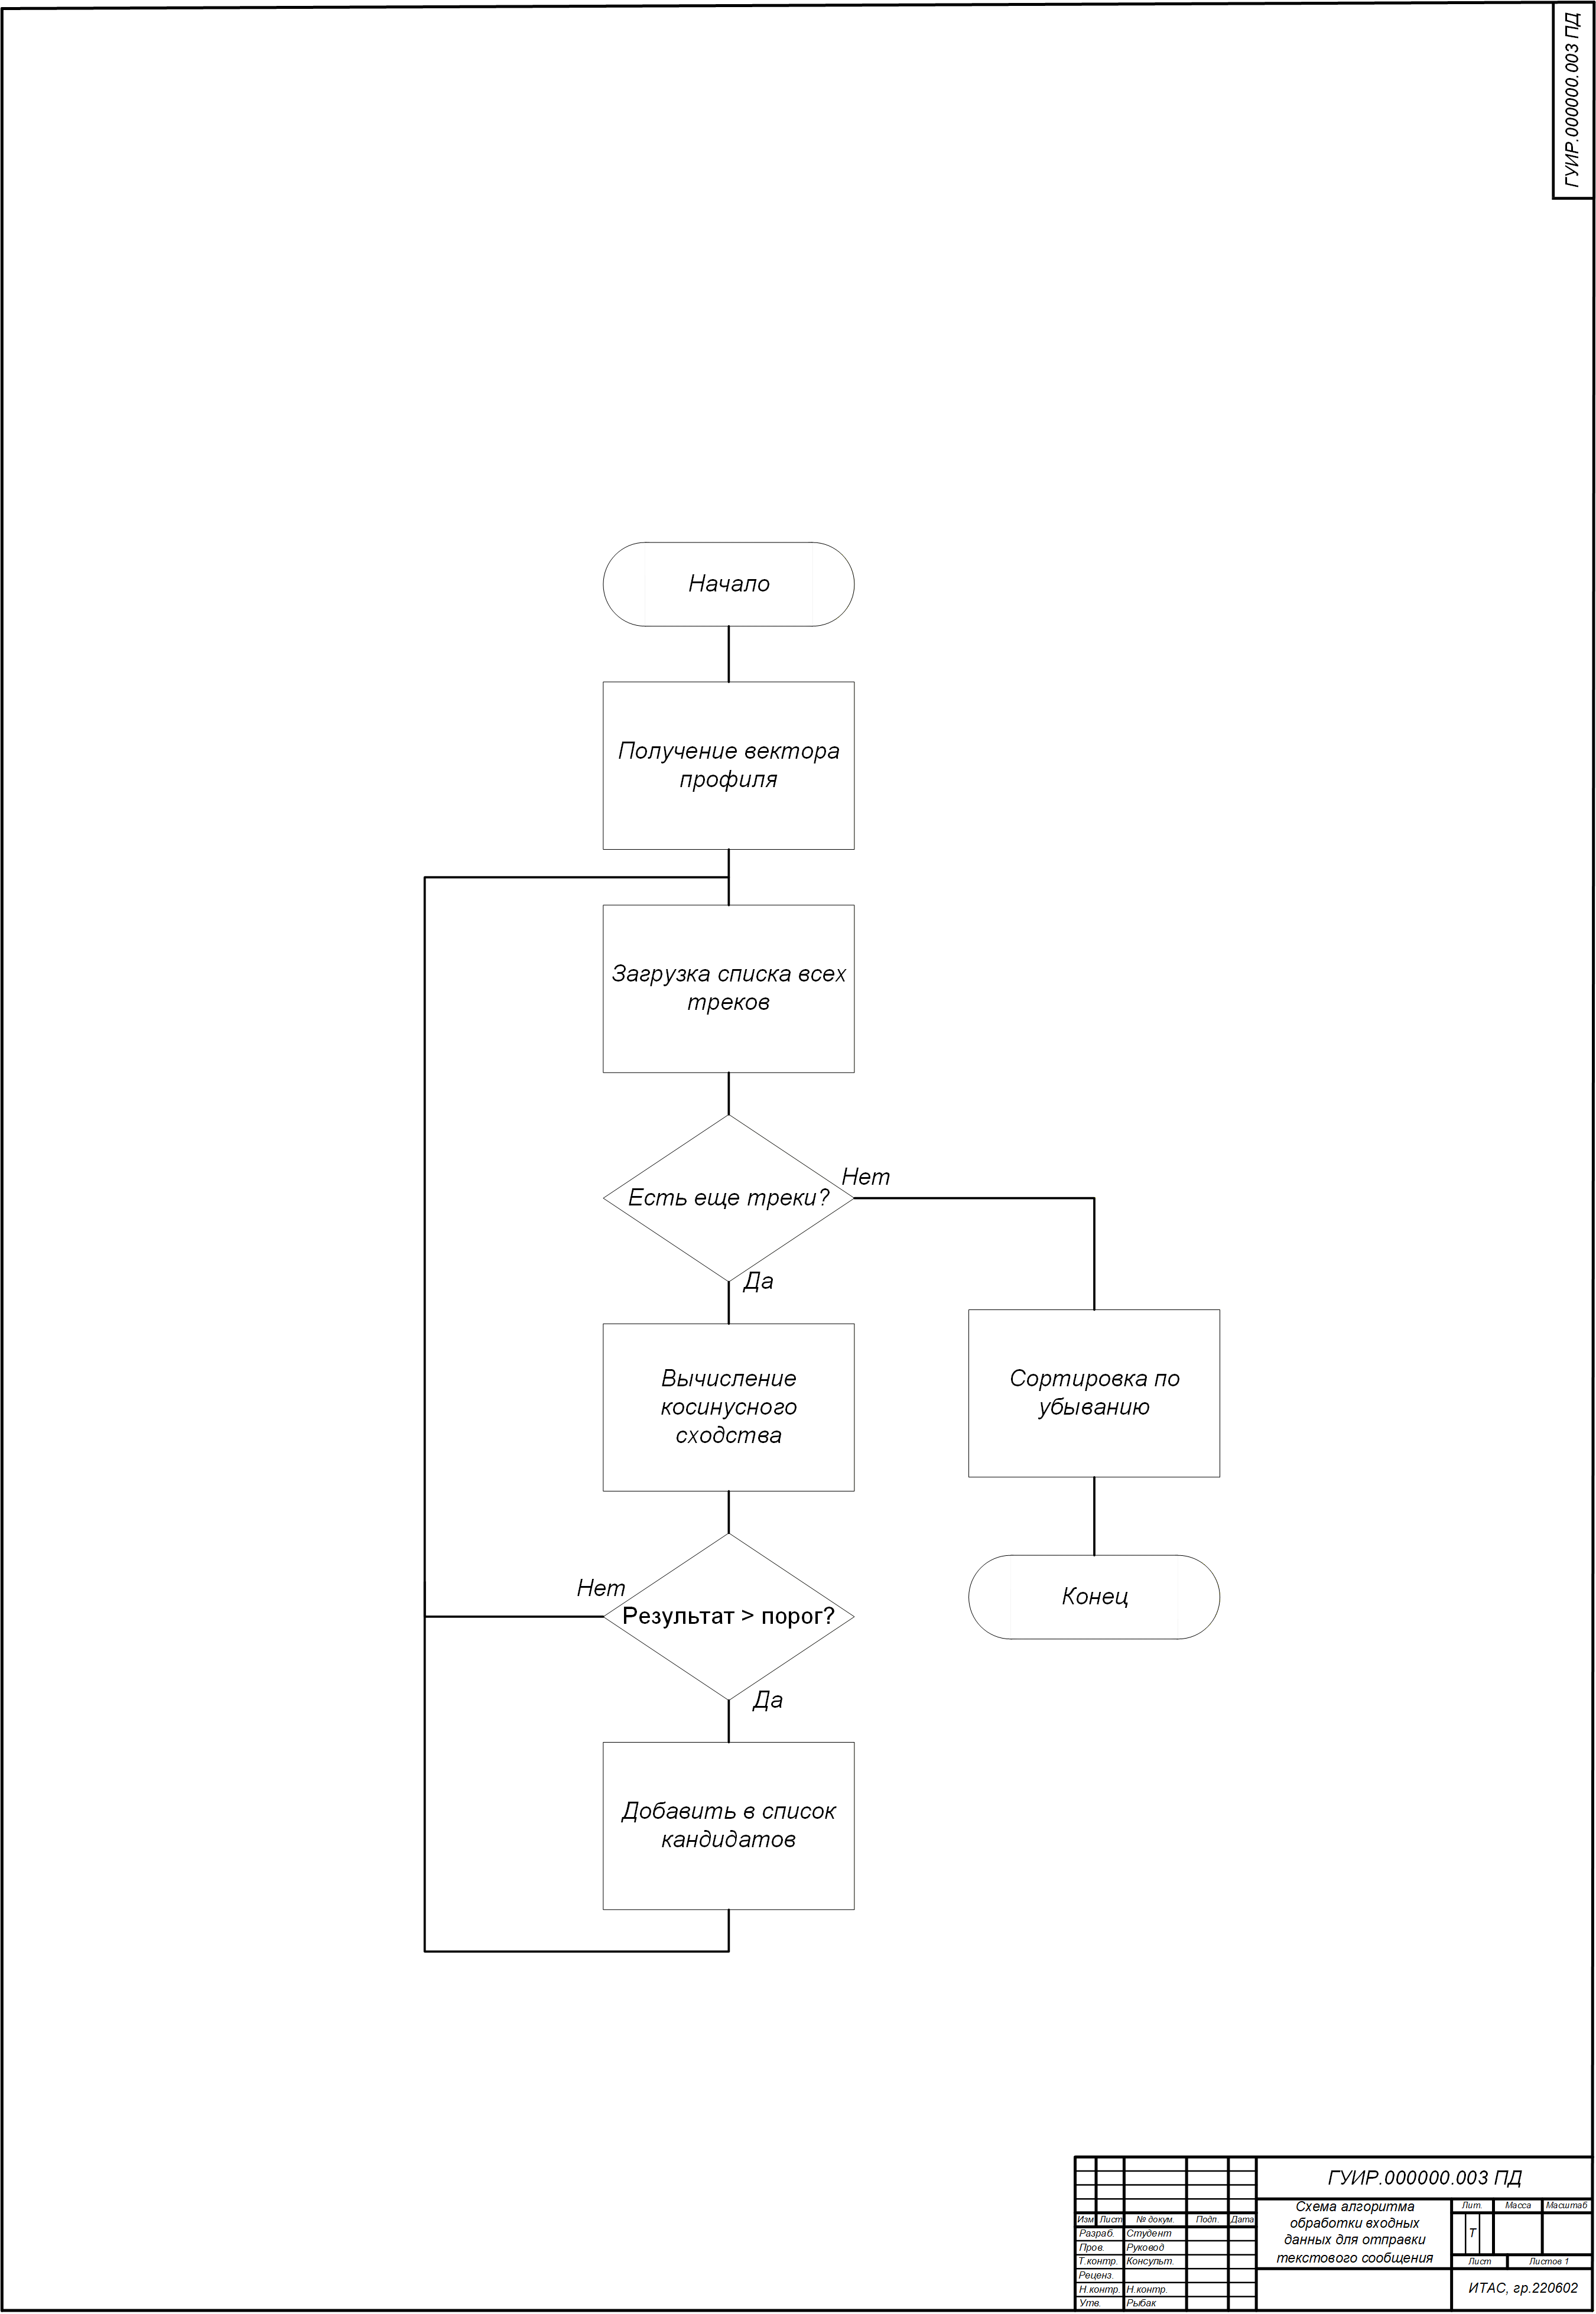 ГУИР.000000.003 ПД
Начало
Получение вектора
профиля
Загрузка списка всех
треков
Есть еще треки?
Нет
Да
Вычисление
косинусного
сходства
Сортировка по
убыванию
Результат > порог?
Нет
Да
Конец
Добавить в список
кандидатов
ГУИР.000000.003 ПД
Схема алгоритма
обработки входных
данных для отправки
текстового сообщения
Лит. Масса Масштаб
Т
Лист Листов 1
ИТАС, гр.220602
Изм Лист № докум. Подп. Дата
Разраб. Студент
Пров. Руковод
Т.контр. Консульт.
Реценз.
Н.контр. Н.контр.
Утв. Рыбак